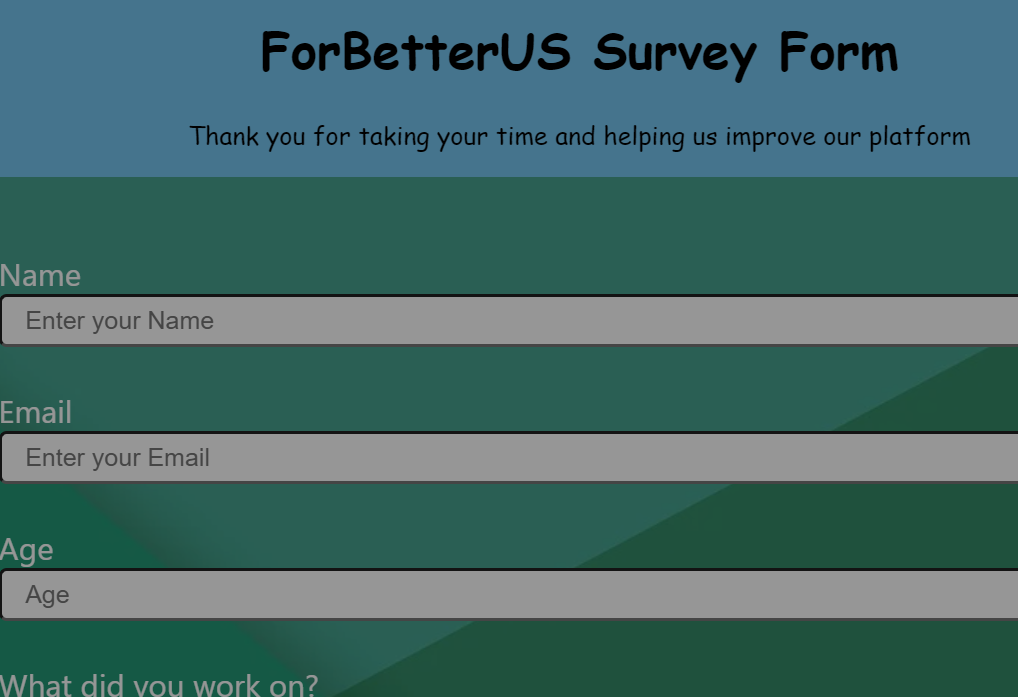 ForBetterUS Survey Form
Thank you for taking your time and helping us improve our platform
Name
Enter your Name
Email
Enter your Email
Age
Age
What did you work on?